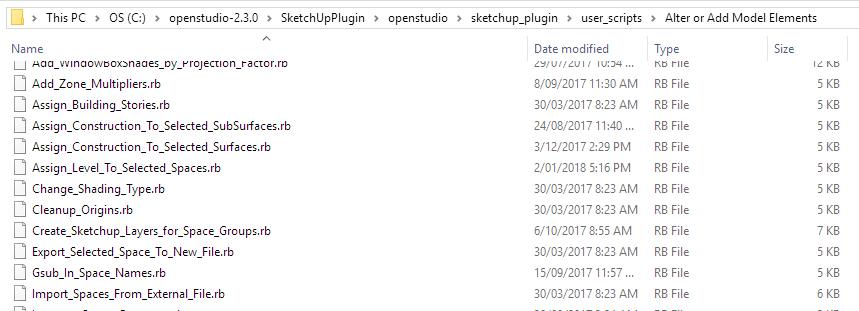 This PC > OS (C:) > openstudio-2.3.0 > SketchUpPlugin > openstudio > sketchup_plugin > user_scripts > Alter or Add Model Elements
Name Date modified Type Size
Add_WindowBoxShades_by_Projection_Factor.rb 29/07/2017 10:54 ... RB File 12 KB
Add_Zone_Multipliers.rb 8/09/2017 11:30 AM RB File 5 KB
Assign_Building_Stories.rb 30/03/2017 8:23 AM RB File 5 KB
Assign_Construction_To_Selected_SubSurfaces.rb 24/08/2017 11:40 ... RB File 5 KB
Assign_Construction_To_Selected_Surfaces.rb 3/12/2017 2:29 PM RB File 5 KB
Assign_Level_To_Selected_Spaces.rb 2/01/2018 5:16 PM RB File 5 KB
Change_Shading_Type.rb 30/03/2017 8:23 AM RB File 5 KB
Cleanup_Origins.rb 30/03/2017 8:23 AM RB File 5 KB
Create_Sketchup_Layers_for_Space_Groups.rb 6/10/2017 8:55 AM RB File 7 KB
Export_Selected_Space_To_New_File.rb 30/03/2017 8:23 AM RB File 5 KB
Gsub_In_Space_Names.rb 15/09/2017 11:57 ... RB File 5 KB
Import_Spaces_From_External_File.rb 30/03/2017 8:23 AM RB File 6 KB